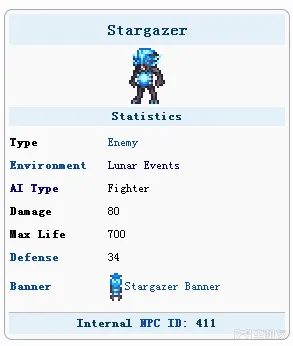 Stargazer
Statistics
Type Enemy
Environment Lunar Events
AI Type Fighter
Damage 80
Max Life 700
Defense 34
Banner Stargazer Banner
Internal NPC ID: 411